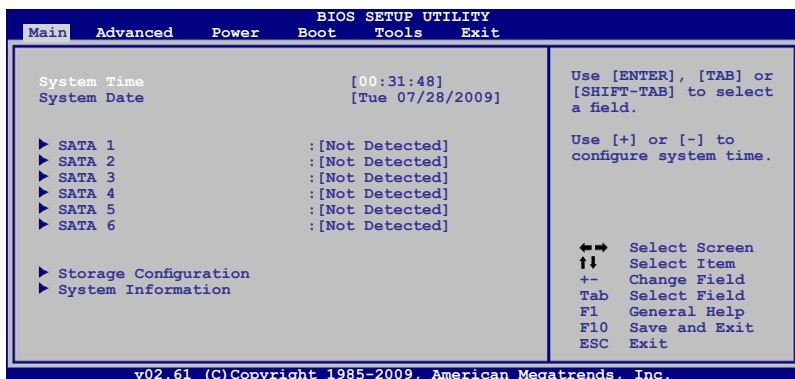 BIOS SETUP UTILITY
Main Advanced Power Boot Tools Exit
System Time [00:31:48]
System Date [Tue 07/28/2009]
SATA 1 :[Not Detected]
SATA 2 :[Not Detected]
SATA 3 :[Not Detected]
SATA 4 :[Not Detected]
SATA 5 :[Not Detected]
SATA 6 :[Not Detected]
Storage Configuration
System Information
Use [ENTER], [TAB] or
[SHIFT-TAB] to select
a field.
Use [+] or [-] to
configure system time.
←→ Select Screen
↑↓ Select Item
+- Change Field
Tab Select Field
F1 General Help
F10 Save and Exit
ESC Exit
v02.61 (C)Copyright 1985-2009, American Megatrends, Inc.